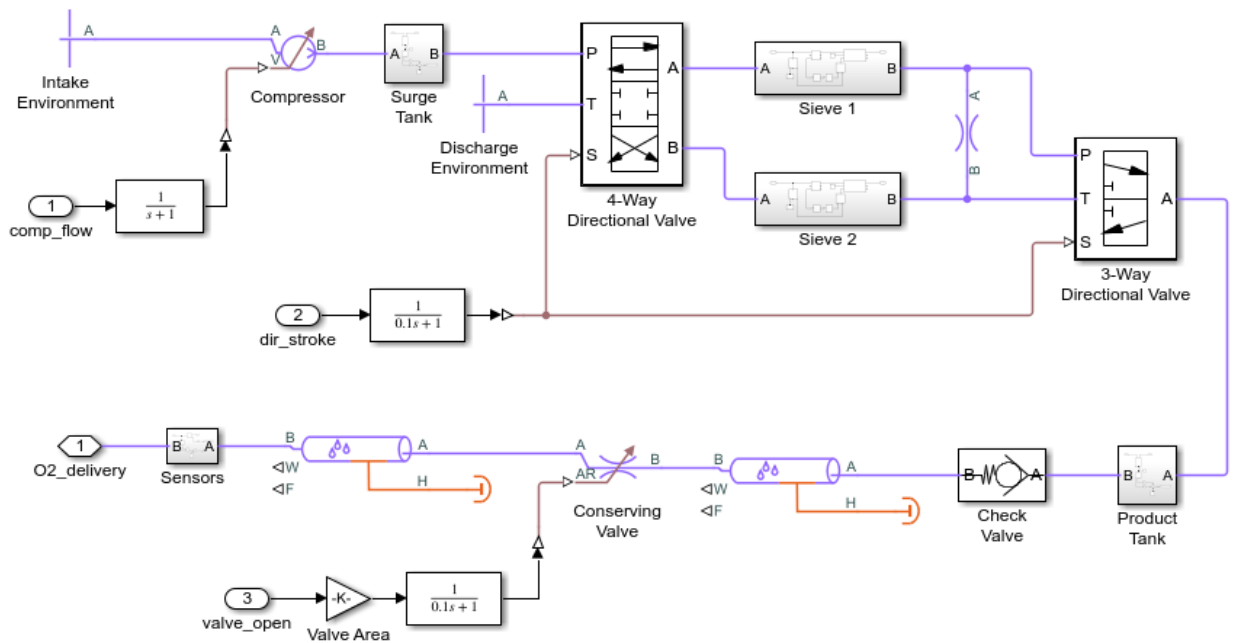 A
A
B
V
Intake
Environment
Compressor
A
B
Surge
Tank
A
Discharge
Environment
P
T
S
A
B
4-Way
Directional Valve
A
B
Sieve 1
A
B
Sieve 2
A
B
P
T
S
A
3-Way
Directional Valve
1
comp_flow
1
s + 1
2
dir_stroke
1
0.1s + 1
1
O2_delivery
B
A
Sensors
B
A
W
F
H
A
AR
B
Conserving
Valve
B
A
W
F
H
B
A
Check
Valve
B
A
Product
Tank
3
valve_open
-K-
Valve Area
1
0.1s + 1